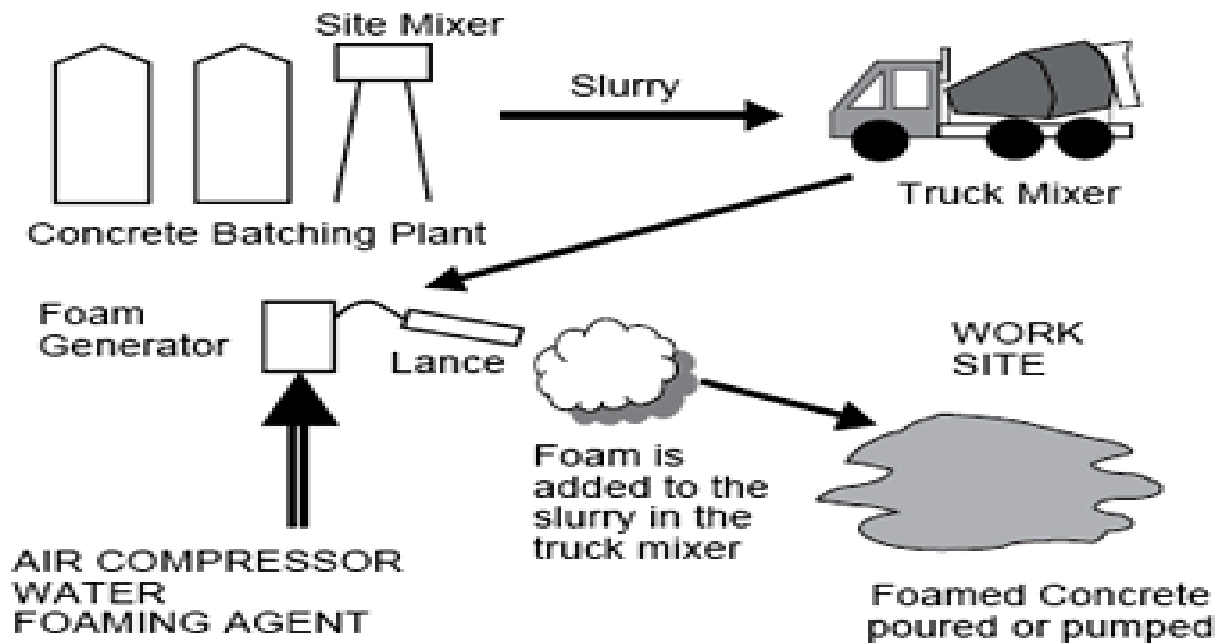 Site Mixer
Slurry
Truck Mixer
Concrete Batching Plant
Foam
Generator
Lance
WORK
SITE
Foam is
added to the
slurry in the
truck mixer
AIR COMPRESSOR
WATER
FOAMING AGENT
Foamed Concrete
poured or pumped